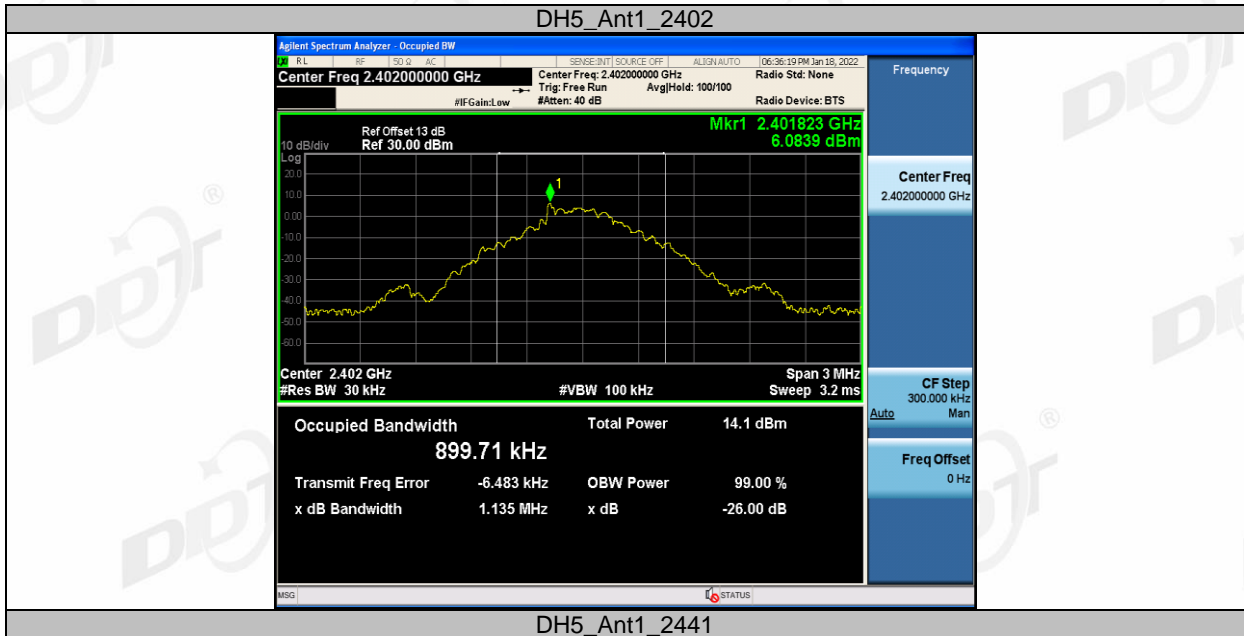 DH5_Ant1_2402
Agilent Spectrum Analyzer - Occupied BW
RL RF 50 Ω AC SENSE:INT SOURCE OFF ALIGN AUTO 06:36:19 PM Jan 18, 2022
Center Freq 2.402000000 GHz
Center Freq: 2.402000000 GHz Radio Std: None
Trig: Free Run Avg|Hold: 100/100
#IFGain:Low #Atten: 40 dB Radio Device: BTS
Frequency
Mkr1 2.401823 GHz
6.0839 dBm
Ref Offset 13 dB
10 dB/div Ref 30.00 dBm
Log
20.0
10.0
0.00
-10.0
-20.0
-30.0
-40.0
-50.0
-60.0
1
Center 2.402 GHz Span 3 MHz
#Res BW 30 kHz #VBW 100 kHz Sweep 3.2 ms
Center Freq
2.402000000 GHz
CF Step
300.000 kHz
Auto Man
Freq Offset
0 Hz
Occupied Bandwidth Total Power 14.1 dBm
899.71 kHz
Transmit Freq Error -6.483 kHz OBW Power 99.00 %
x dB Bandwidth 1.135 MHz x dB -26.00 dB
MSG STATUS
DH5_Ant1_2441